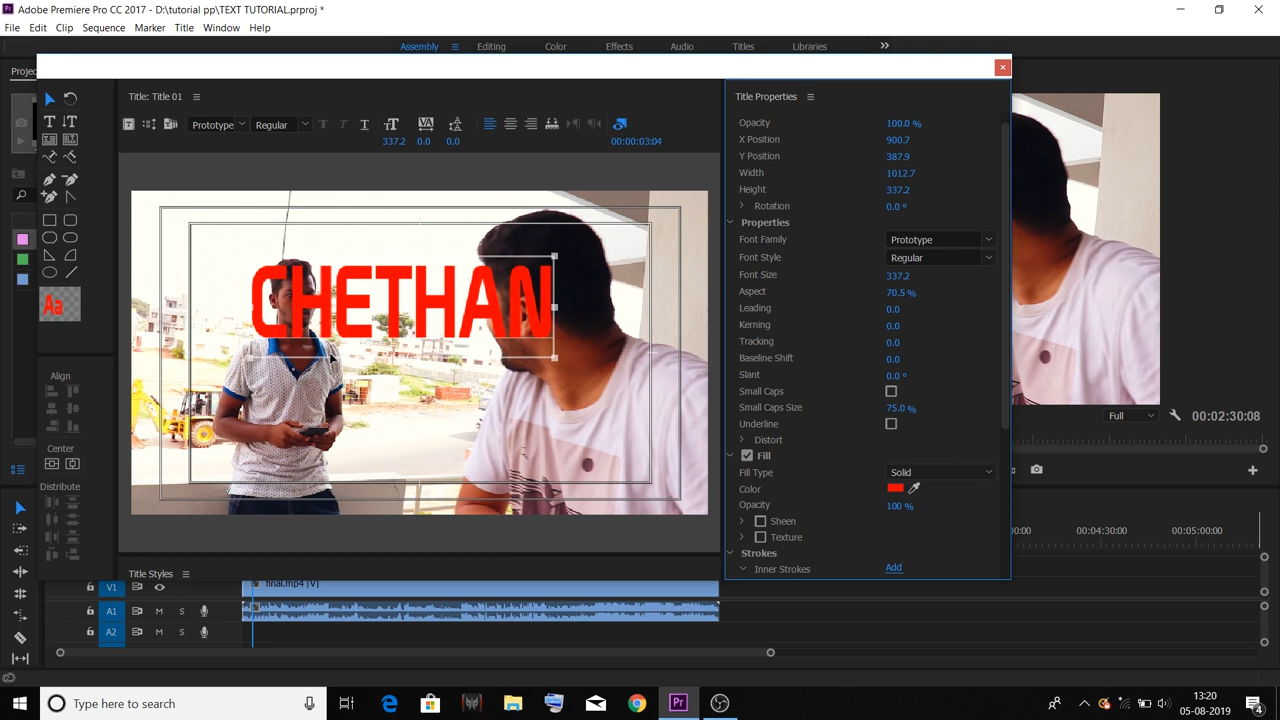 Adobe Premiere Pro CC 2017 - D:\tutorial pp\TEXT TUTORIAL.prproj *
File Edit Clip Sequence Marker Title Window Help
Assembly Editing Color Effects Audio Titles Libraries
Projec
Title: Title 01
Prototype Regular
337.2 0.0 0.0 00:00:03:04
CHETHAN
Aa
Align
Center
Distribute
Title Styles
Title Properties
Opacity 100.0 %
X Position 900.7
Y Position 387.9
Width 1012.7
Height 337.2
Rotation 0.0 °
Properties
Font Family Prototype
Font Style Regular
Font Size 337.2
Aspect 70.5 %
Leading 0.0
Kerning 0.0
Tracking 0.0
Baseline Shift 0.0
Slant 0.0 °
Small Caps
Small Caps Size 75.0 %
Underline
Distort
Fill
Fill Type Solid
Color
Opacity 100 %
Sheen
Texture
Strokes
Inner Strokes Add
Full 00:02:30:08
00:04:30:00 00:05:00:00
V1 final.mp4 [V]
A1 M S
A2 M S
Type here to search
13:20
05-08-2019
4